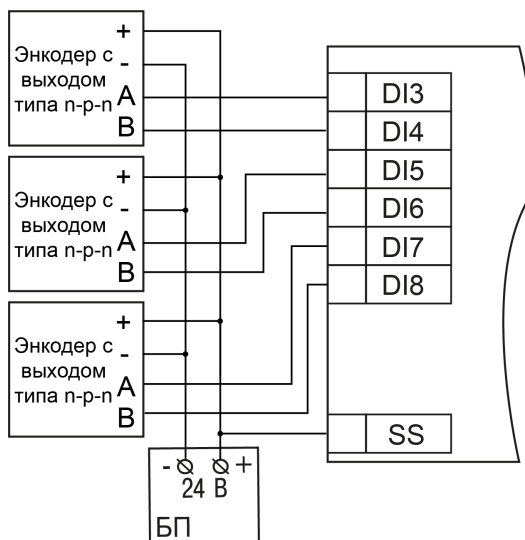 Энкодер с
выходом
типа n-p-n
+
-
A
B
Энкодер с
выходом
типа n-p-n
+
-
A
B
Энкодер с
выходом
типа n-p-n
+
-
A
B
DI3
DI4
DI5
DI6
DI7
DI8
SS
- +
24 В
БП